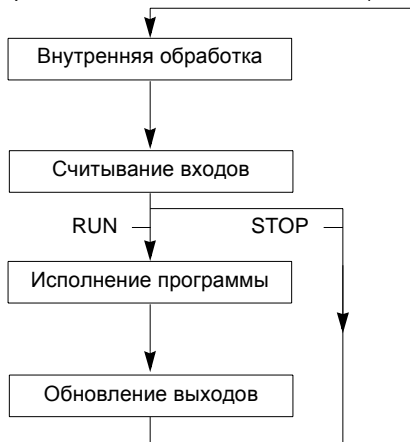 Внутренняя обработка
Считывание входов
RUN STOP
Исполнение программы
Обновление выходов